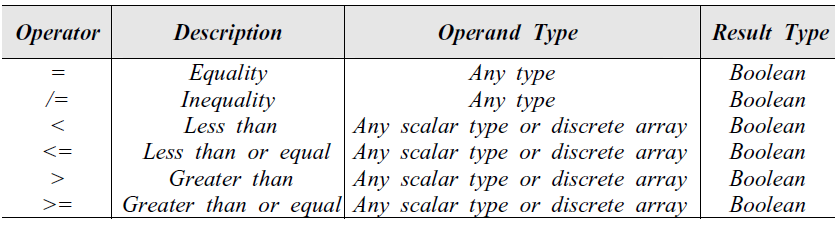 Operator Description Operand Type Result Type
= Equality Any type Boolean
/= Inequality Any type Boolean
< Less than Any scalar type or discrete array Boolean
<= Less than or equal Any scalar type or discrete array Boolean
> Greater than Any scalar type or discrete array Boolean
>= Greater than or equal Any scalar type or discrete array Boolean